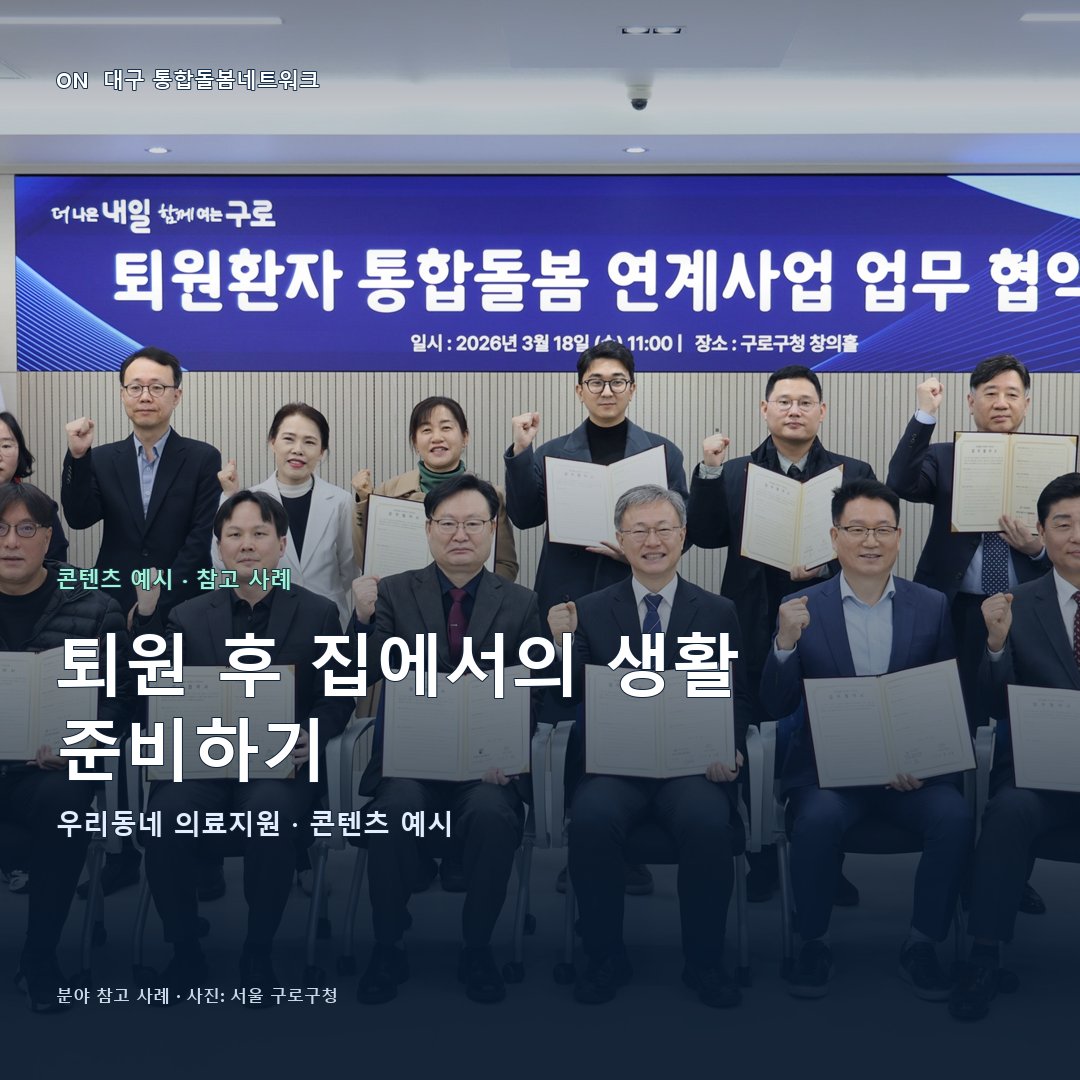 ON 대구 통합돌봄네트워크
더 나은 내일 함께 여는 구로
퇴원환자 통합돌봄 연계사업 업무 협약
일시 : 2026년 3월 18일 (수) 11:00 | 장소 : 구로구청 창의홀
콘텐츠 예시 · 참고 사례
퇴원 후 집에서의 생활
준비하기
우리동네 의료지원 · 콘텐츠 예시
분야 참고 사례 · 사진: 서울 구로구청